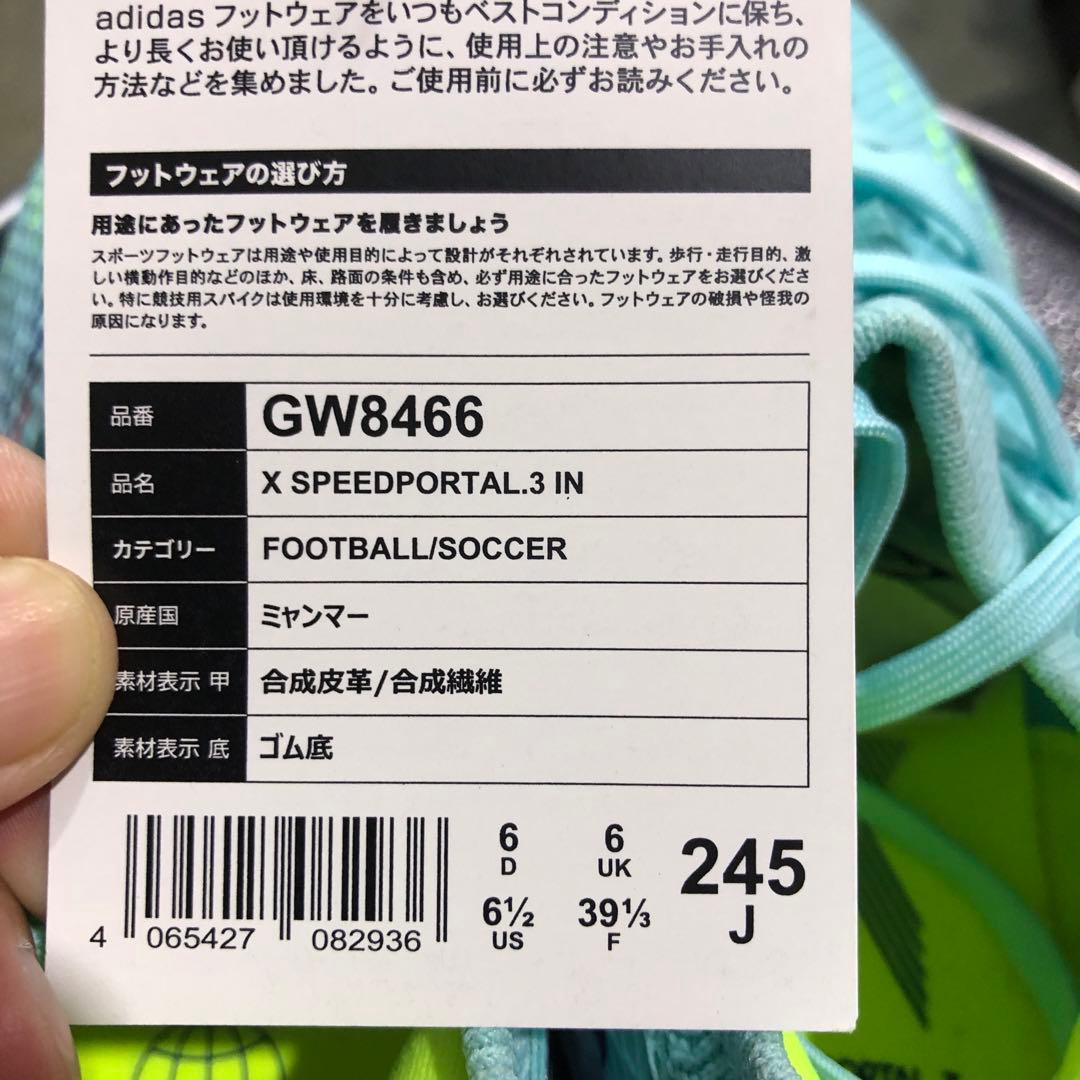 adidas フットウェアをいつもベストコンディションに保ち、
より長くお使い頂けるように、使用上の注意やお手入れの
方法などを集めました。ご使用前に必ずお読みください。
フットウェアの選び方
用途にあったフットウェアを履きましょう
スポーツフットウェアは用途や使用目的によって設計がそれぞれされています。歩行・走行目的、激
しい横動作目的などのほか、床、路面の条件も含め、必ず用途に合ったフットウェアをお選びくださ
い。特に競技用スパイクは使用環境を十分に考慮し、お選びください。フットウェアの破損や怪我の
原因になります。
品番 GW8466
品名 X SPEEDPORTAL.3 IN
カテゴリー FOOTBALL/SOCCER
原産国 ミャンマー
素材表示 甲 合成皮革/合成繊維
素材表示 底 ゴム底
6 6 245
D UK J
6½ 39⅓
US F
4 065427 082936